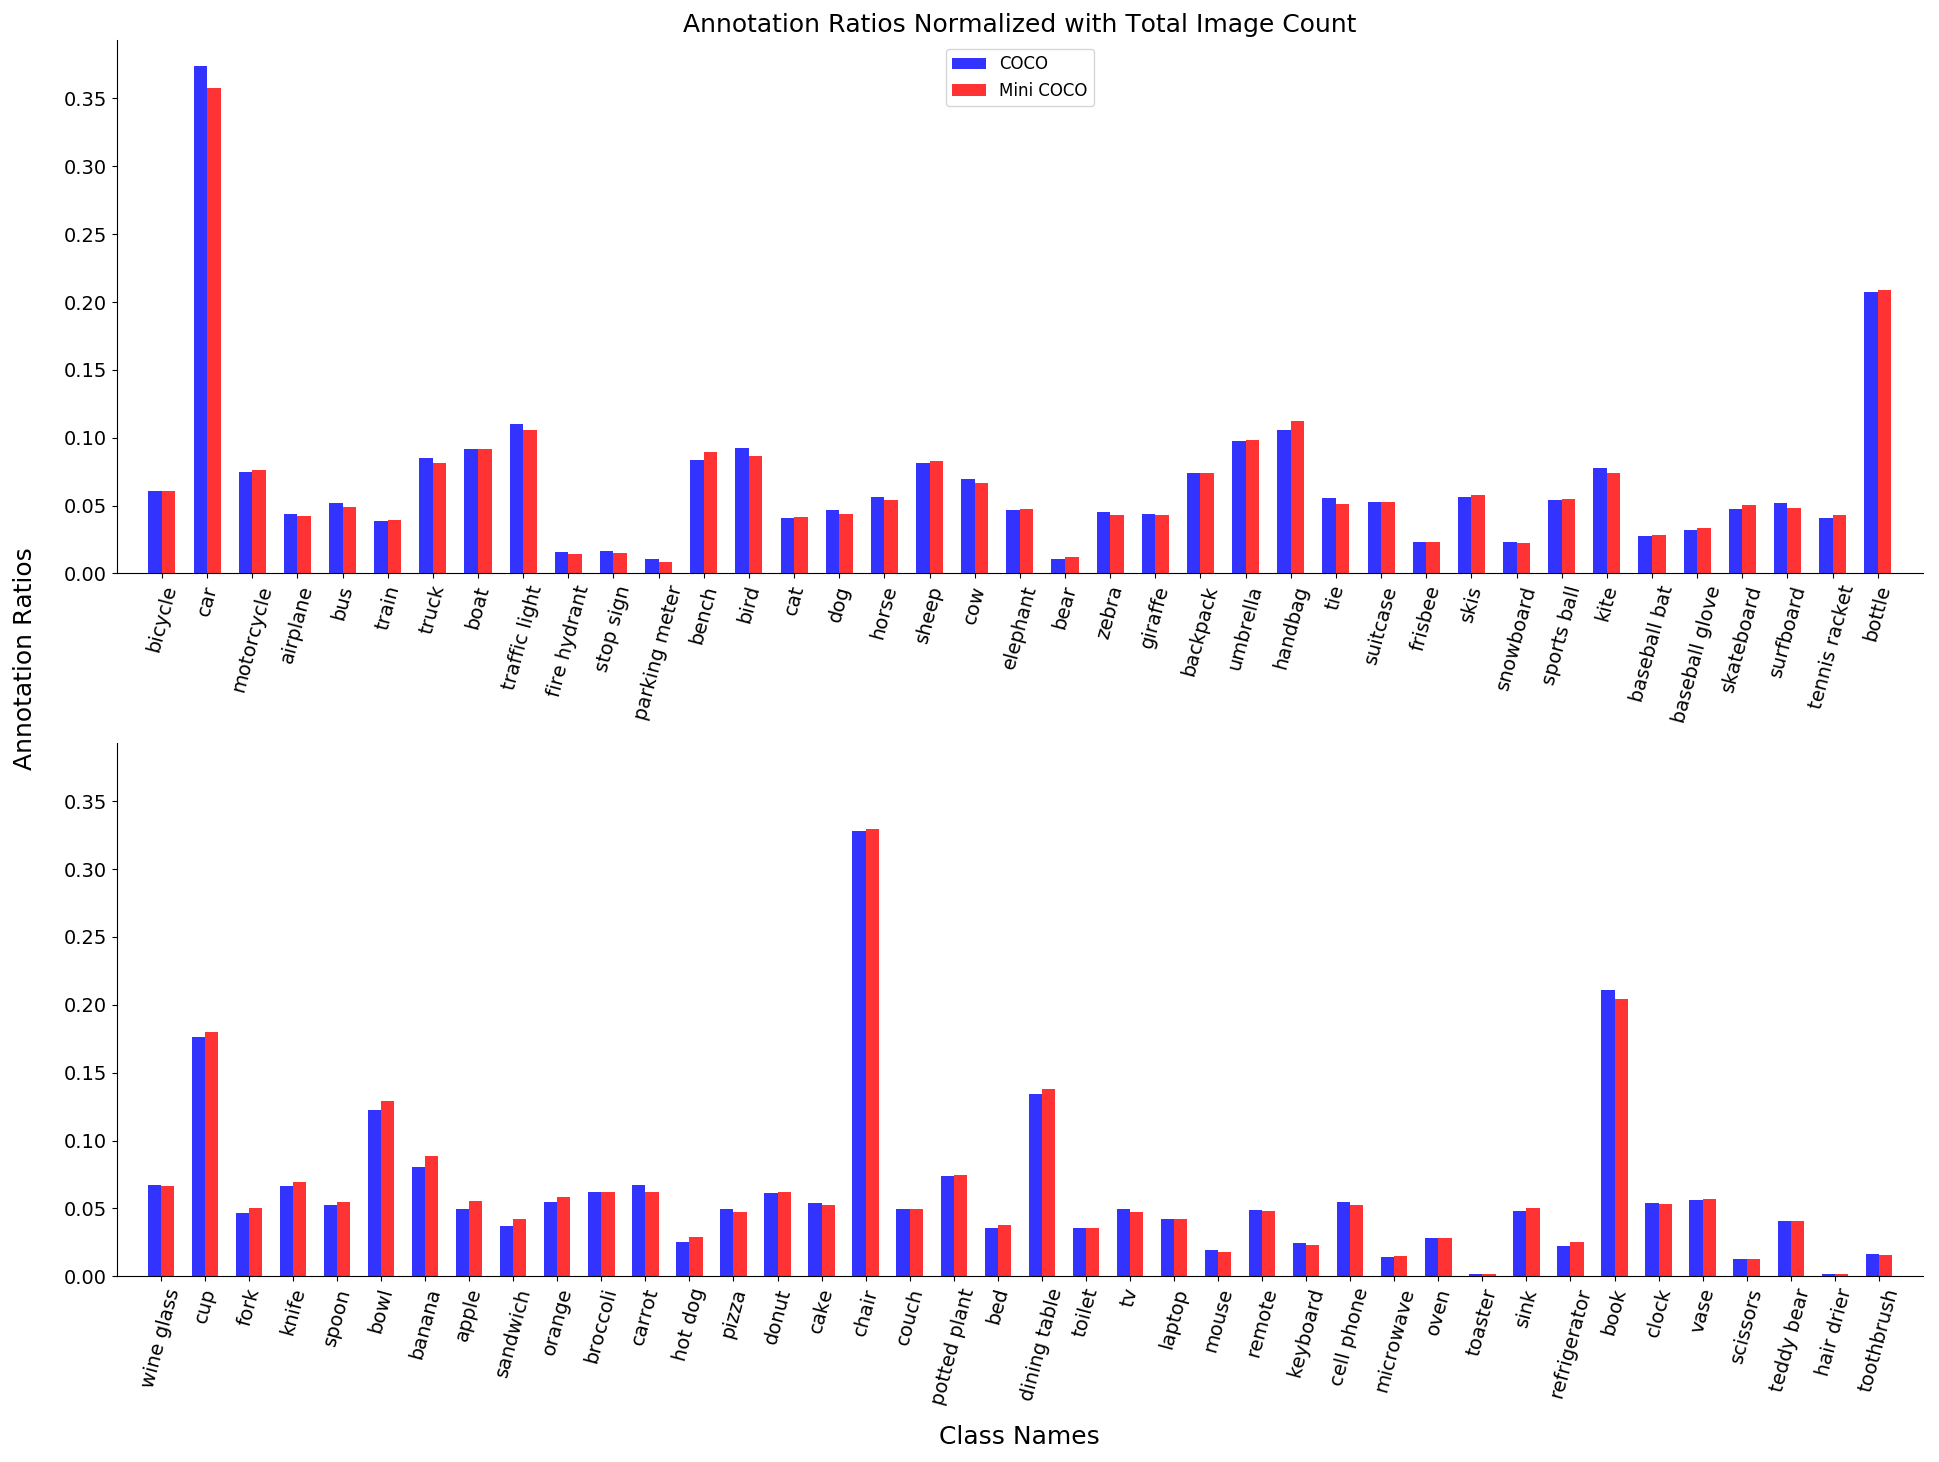 Annotation Ratios Normalized with Total Image Count
COCO
Mini COCO
Annotation Ratios
0.35
0.30
0.25
0.20
0.15
0.10
0.05
0.00
bicycle
car
motorcycle
airplane
bus
train
truck
boat
traffic light
fire hydrant
stop sign
parking meter
bench
bird
cat
dog
horse
sheep
cow
elephant
bear
zebra
giraffe
backpack
umbrella
handbag
tie
suitcase
frisbee
skis
snowboard
sports ball
kite
baseball bat
baseball glove
skateboard
surfboard
tennis racket
bottle
0.35
0.30
0.25
0.20
0.15
0.10
0.05
0.00
wine glass
cup
fork
knife
spoon
bowl
banana
apple
sandwich
orange
broccoli
carrot
hot dog
pizza
donut
cake
chair
couch
potted plant
bed
dining table
toilet
tv
laptop
mouse
remote
keyboard
cell phone
microwave
oven
toaster
sink
refrigerator
book
clock
vase
scissors
teddy bear
hair drier
toothbrush
Class Names